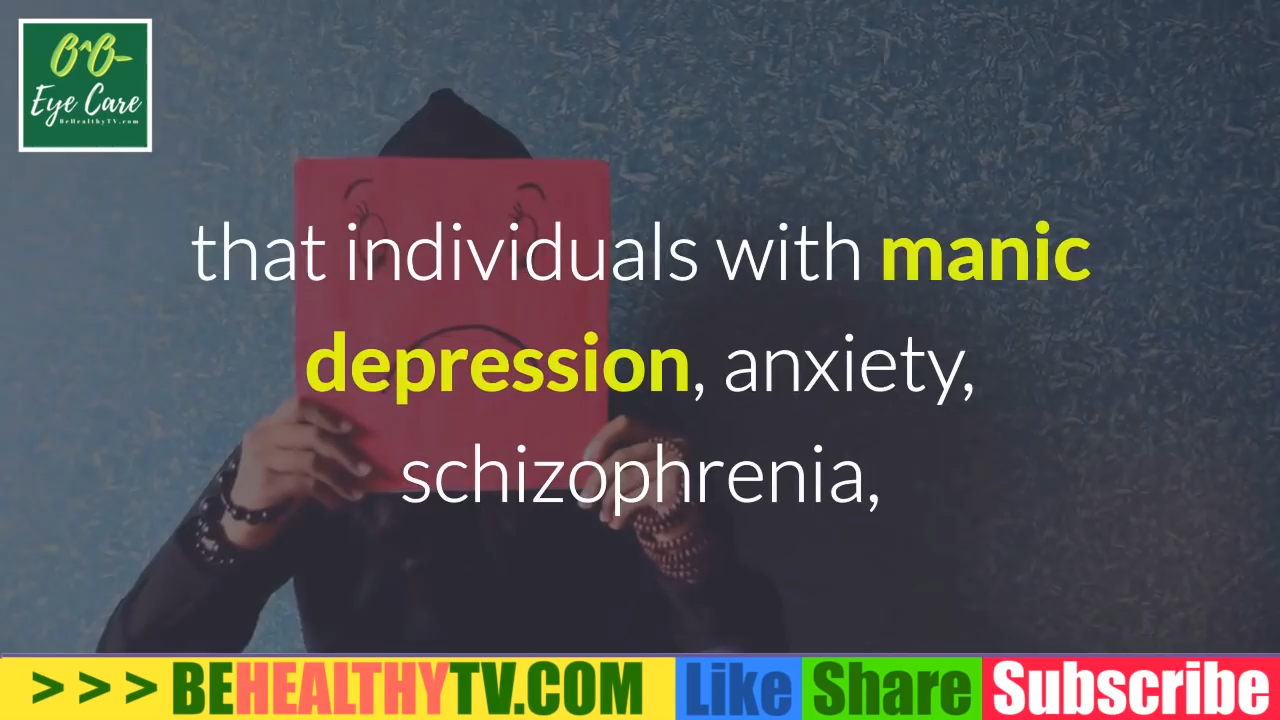 Eye Care
BeHealthyTV.com
that individuals with manic
depression, anxiety,
schizophrenia,
> > > BEHEALTHYTV.COM Like Share Subscribe